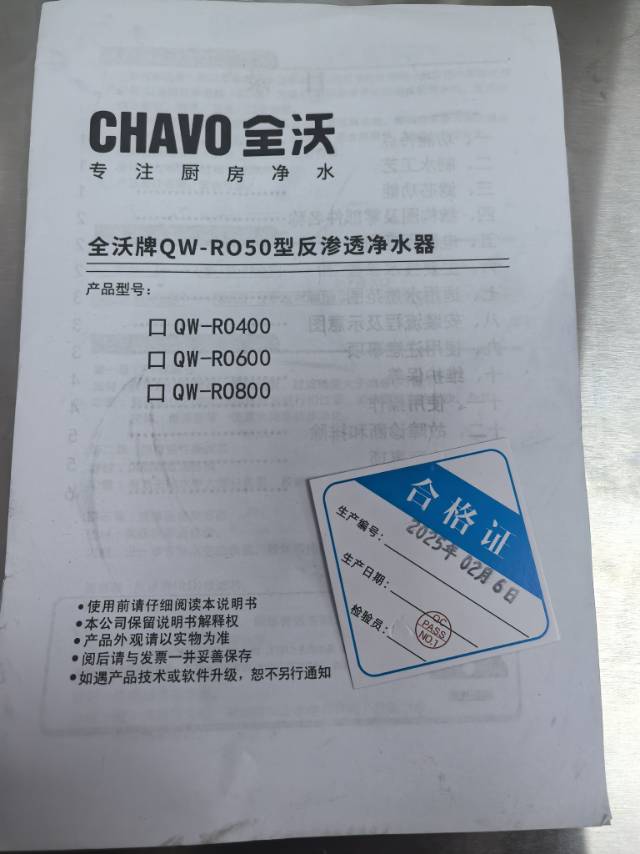 CHAVO 全沃
专注厨房净水
全沃牌QW-RO50型反渗透净水器
产品型号：
□ QW-RO400
□ QW-RO600
□ QW-RO800
合格证
生产编号：
2025年 02月 6日
生产日期：
检验员：
QC
PASS
NO.1
•使用前请仔细阅读本说明书
•本公司保留说明书解释权
•产品外观请以实物为准
•阅后请与发票一并妥善保存
•如遇产品技术或软件升级，恕不另行通知